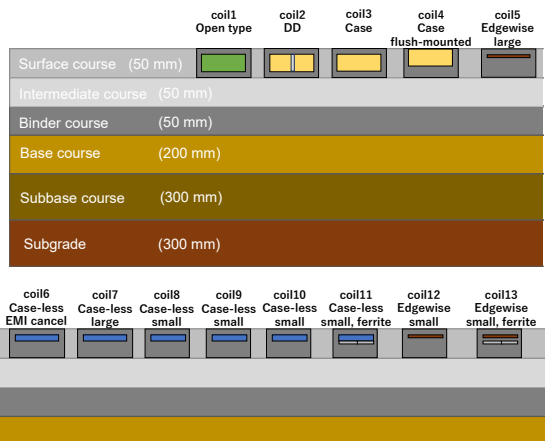 coil1
Open type
coil2
DD
coil3
Case
coil4
Case
flush-mounted
coil5
Edgewise
large
Surface course (50 mm)
Intermediate course (50 mm)
Binder course (50 mm)
Base course (200 mm)
Subbase course (300 mm)
Subgrade (300 mm)
coil6
Case-less
EMI cancel
coil7
Case-less
large
coil8
Case-less
small
coil9
Case-less
small
coil10
Case-less
small
coil11
Case-less
small, ferrite
coil12
Edgewise
small
coil13
Edgewise
small, ferrite